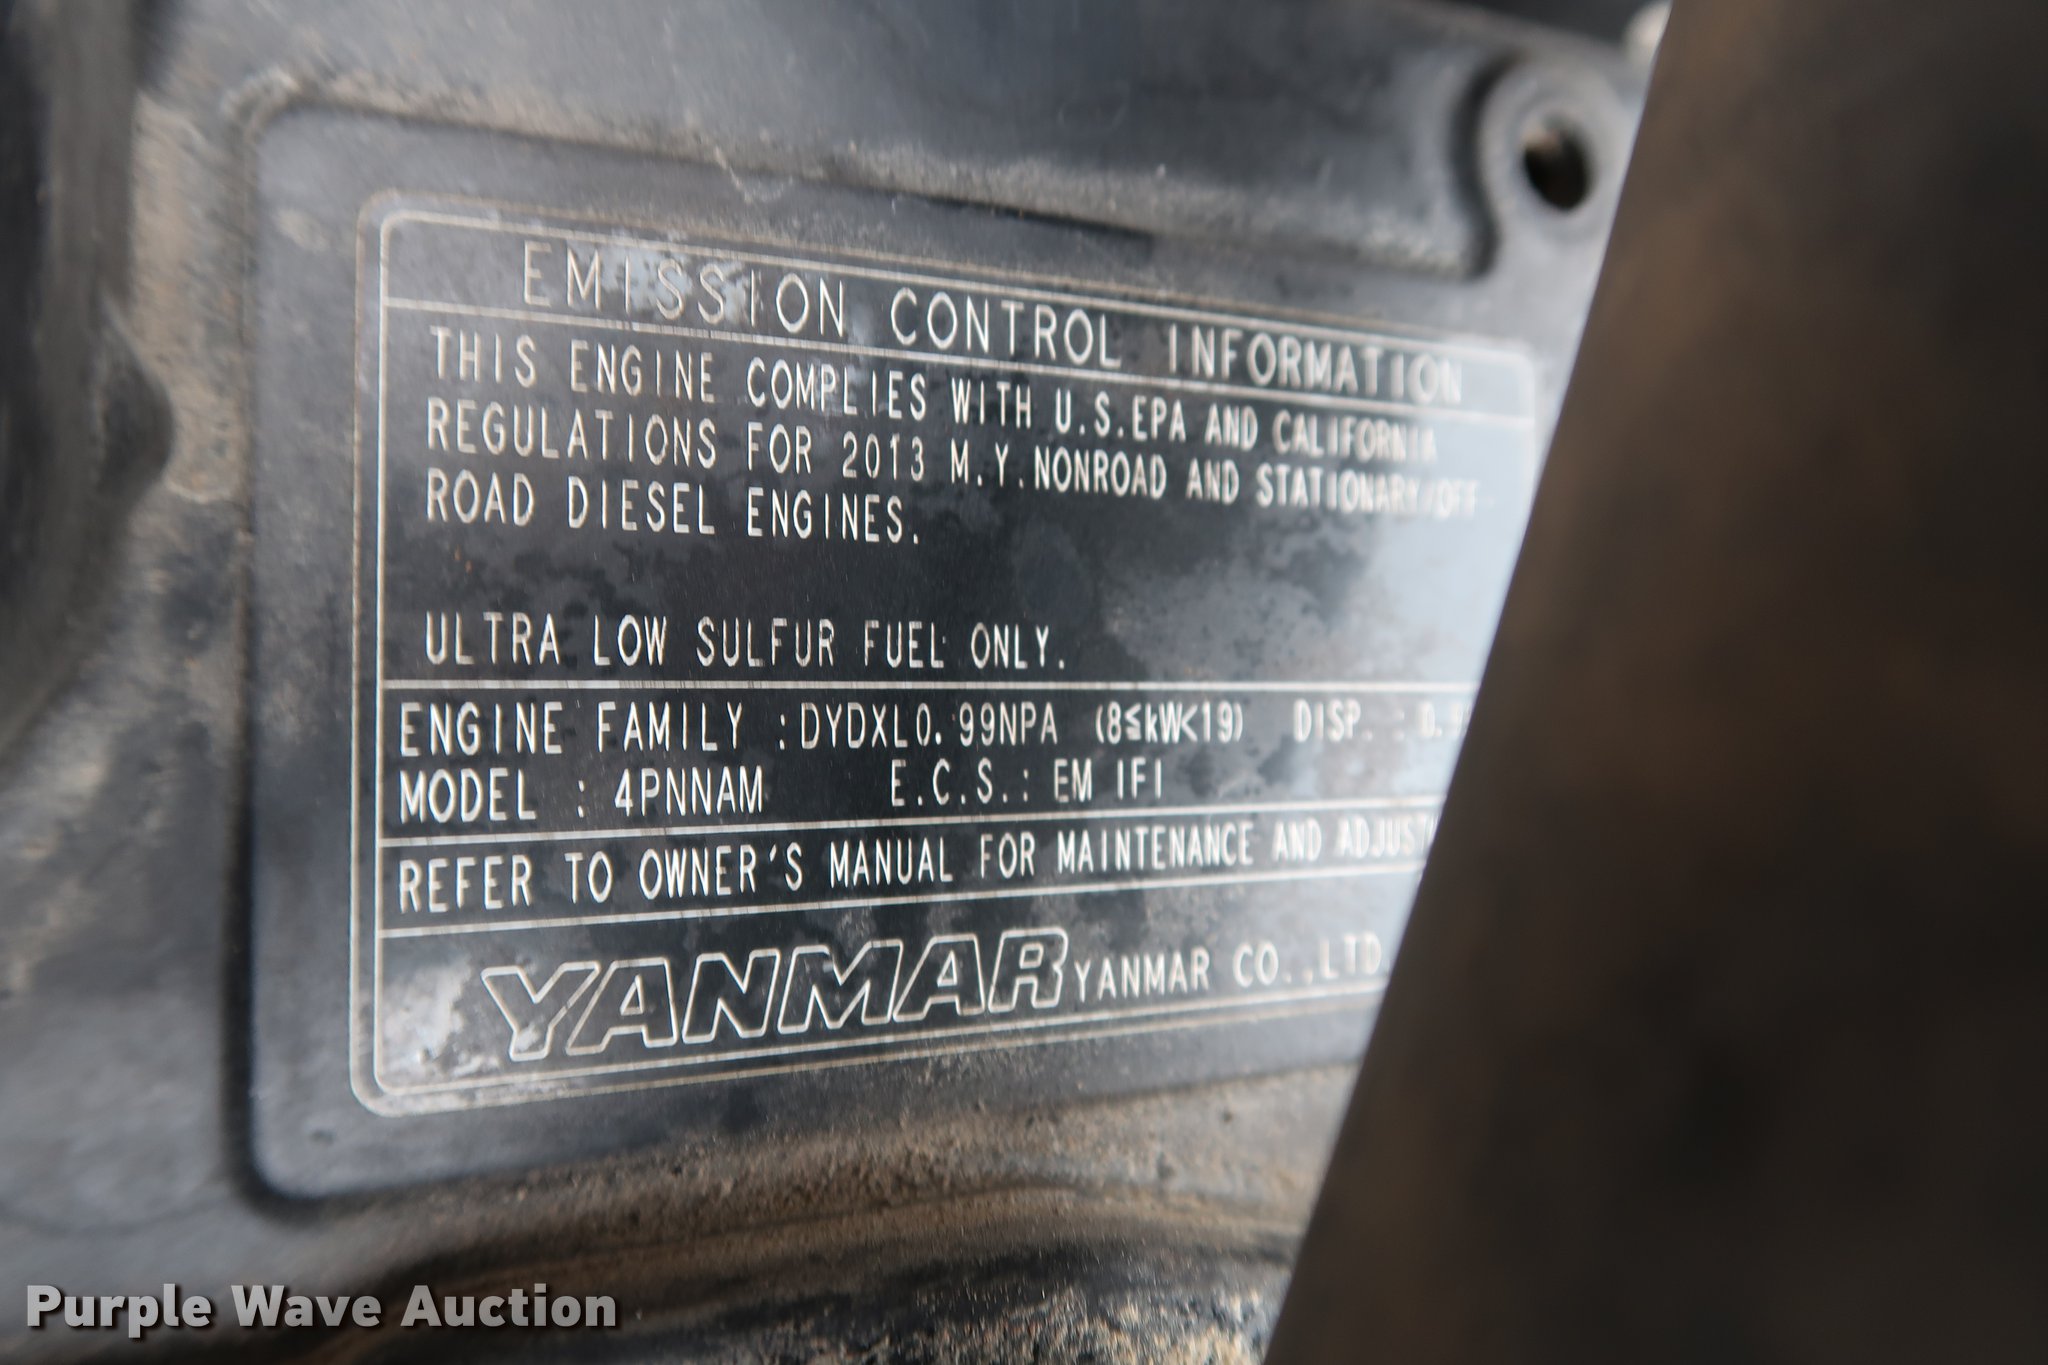 EMISSION CONTROL INFORMATION
THIS ENGINE COMPLIES WITH U.S.EPA AND CALIFORNIA
REGULATIONS FOR 2013 M.Y.NONROAD AND STATIONARY/OFF-
ROAD DIESEL ENGINES.
ULTRA LOW SULFUR FUEL ONLY.
ENGINE FAMILY :DYDXL0.99NPA (8≤kW<19) DISP. :
MODEL : 4PNNAM E.C.S.: EM IFI
REFER TO OWNER'S MANUAL FOR MAINTENANCE AND
YANMAR YANMAR CO.,LTD.
Purple Wave Auction